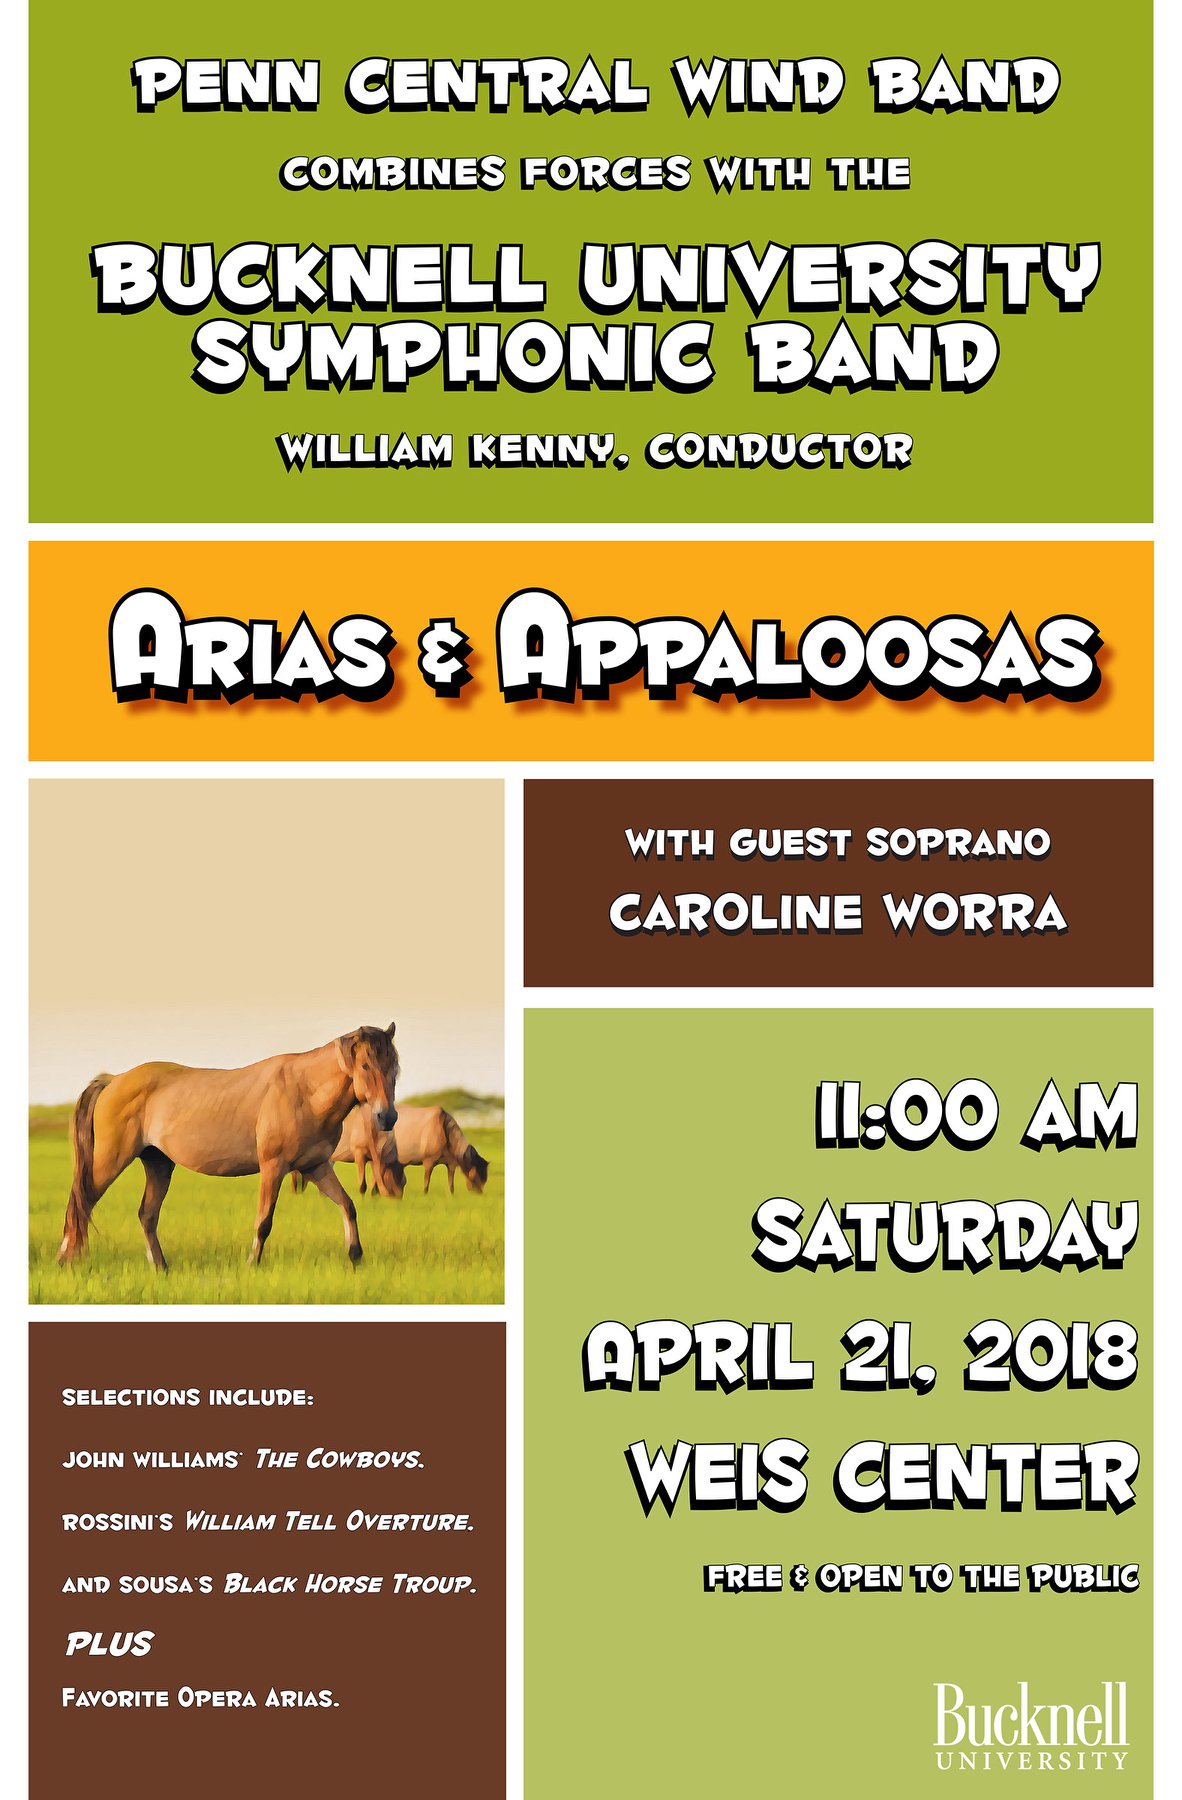 PENN CENTRAL WIND BAND
COMBINES FORCES WITH THE
BUCKNELL UNIVERSITY
SYMPHONIC BAND
WILLIAM KENNY, CONDUCTOR
ARIAS & APPALOOSAS
WITH GUEST SOPRANO
CAROLINE WORRA
11:00 AM
SATURDAY
APRIL 21, 2018
WEIS CENTER
FREE & OPEN TO THE PUBLIC
SELECTIONS INCLUDE:
JOHN WILLIAMS' THE COWBOYS,
ROSSINI'S WILLIAM TELL OVERTURE,
AND SOUSA'S BLACK HORSE TROUP,
PLUS
FAVORITE OPERA ARIAS.
Bucknell
UNIVERSITY